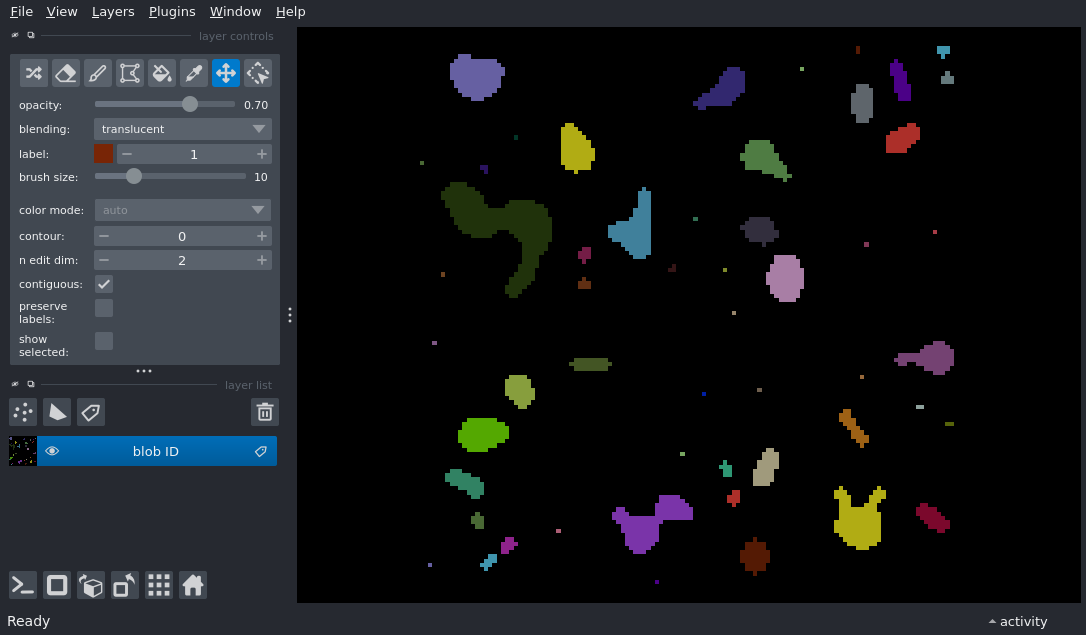 File View Layers Plugins Window Help
layer controls
opacity: 0.70
blending: translucent
label: 1
brush size: 10
color mode: auto
contour: 0
n edit dim: 2
contiguous:
preserve
labels:
show
selected:
layer list
blob ID
Ready activity